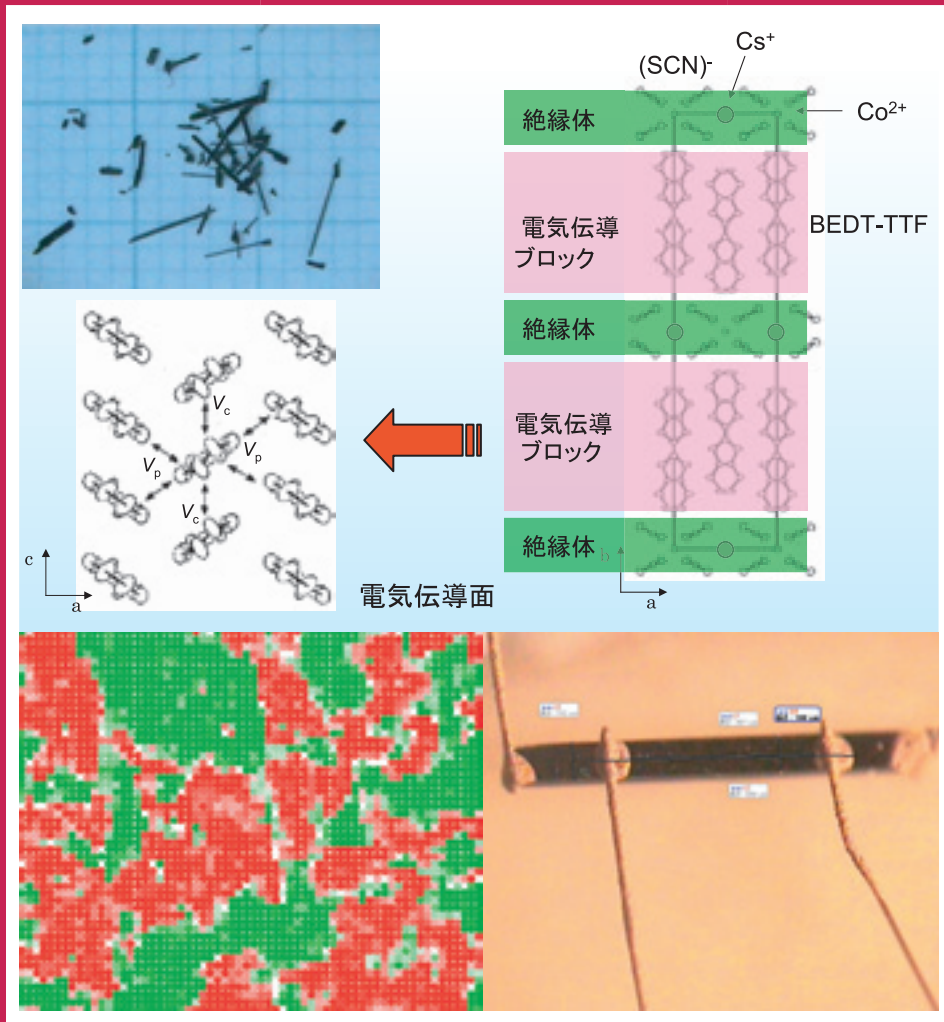 Cs⁺
(SCN)⁻
Co²⁺
絶縁体
電気伝導
ブロック
BEDT-TTF
絶縁体
電気伝導
ブロック
絶縁体
b
a
Vc
Vp
Vp
Vc
c
a
電気伝導面